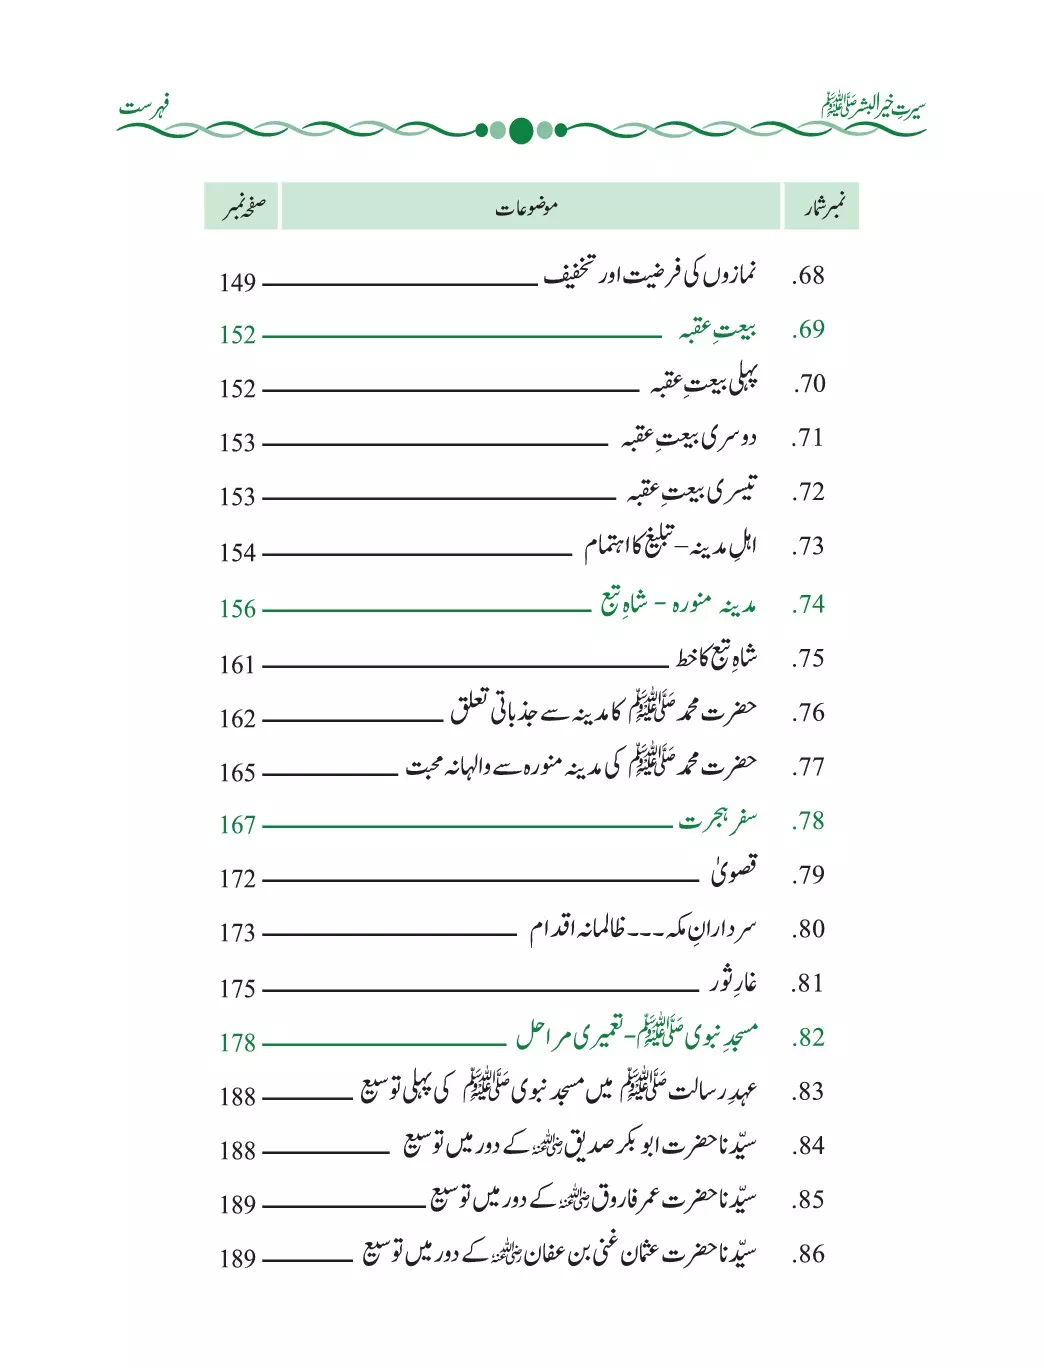 سیرتِ خیرالبشر ﷺ فہرست
نمبر شمار موضوعات صفحہ نمبر
68. نمازوں کی فرضیت اور تخفیف 149
69. بیعتِ عقبہ 152
70. پہلی بیعتِ عقبہ 152
71. دوسری بیعتِ عقبہ 153
72. تیسری بیعتِ عقبہ 153
73. اہلِ مدینہ – تبلیغ کا اہتمام 154
74. مدینہ منورہ - شاہِ تبع 156
75. شاہِ تبع کا خط 161
76. حضرت محمد ﷺ کا مدینہ سے جذباتی تعلق 162
77. حضرت محمد ﷺ کی مدینہ منورہ سے والہانہ محبت 165
78. سفر ہجرت 167
79. قصویٰ 172
80. سردارانِ مکہ۔۔۔ ظالمانہ اقدام 173
81. غارِ ثور 175
82. مسجدِ نبوی ﷺ - تعمیری مراحل 178
83. عہدِ رسالت ﷺ میں مسجد نبوی ﷺ کی پہلی توسیع 188
84. سیّدنا حضرت ابو بکر صدیق رضی اللہ عنہ کے دور میں توسیع 188
85. سیّدنا حضرت عمر فاروق رضی اللہ عنہ کے دور میں توسیع 189
86. سیّدنا حضرت عثمان غنی بن عفان رضی اللہ عنہ کے دور میں توسیع 189